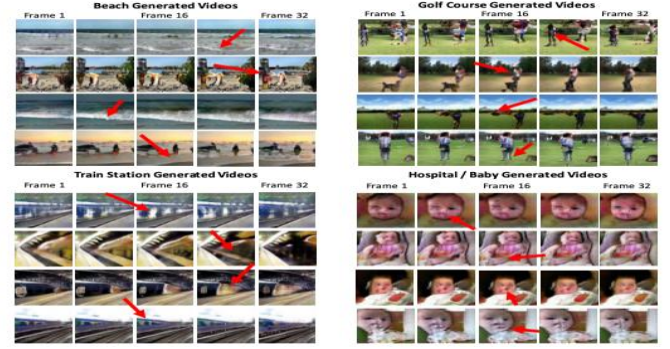 Beach Generated Videos
Frame 1 Frame 16 Frame 32
Golf Course Generated Videos
Frame 1 Frame 16 Frame 32
Train Station Generated Videos
Frame 1 Frame 16 Frame 32
Hospital / Baby Generated Videos
Frame 1 Frame 16 Frame 32